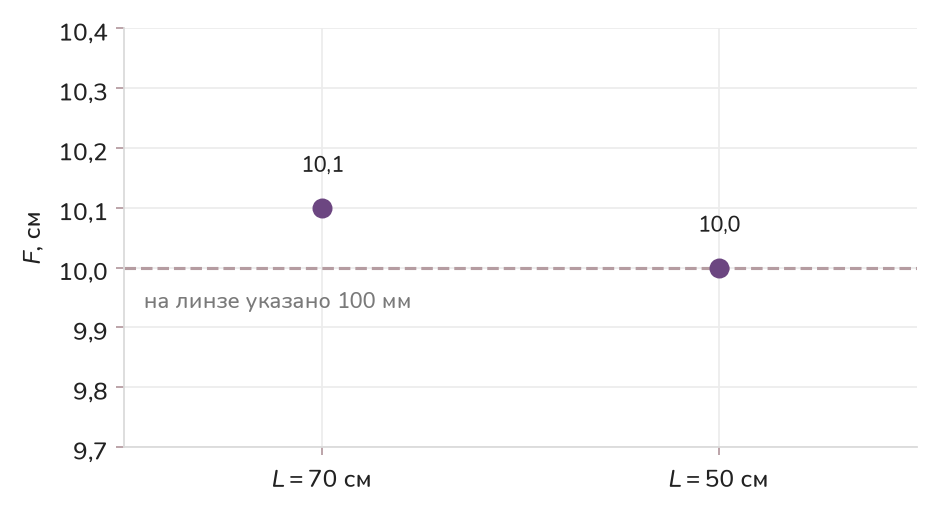 10,4
10,3
10,2
10,1
10,1
10,0
10,0
на линзе указано 100 мм
9,9
9,8
9,7
F, см
L = 70 см
L = 50 см